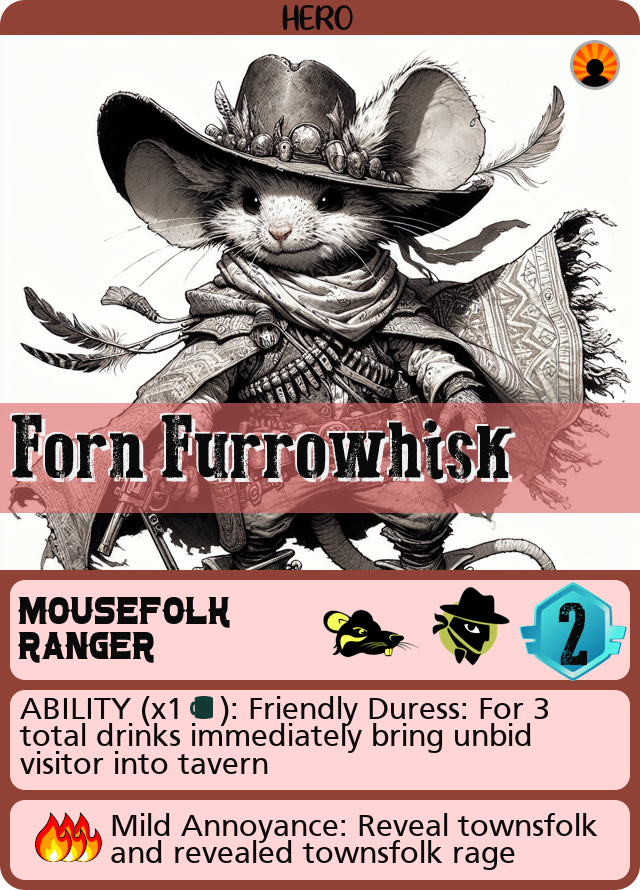 HERO
Forn Furrowhisk
MOUSEFOLK
RANGER
2
ABILITY (x1 ): Friendly Duress: For 3
total drinks immediately bring unbid
visitor into tavern
Mild Annoyance: Reveal townsfolk
and revealed townsfolk rage